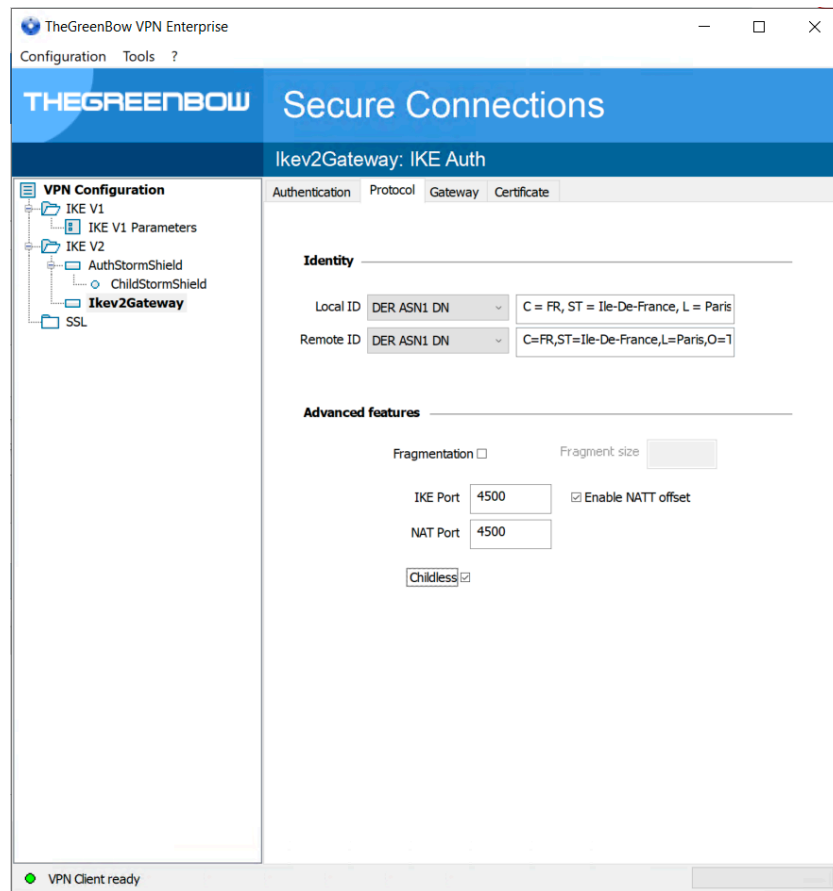 TheGreenBow VPN Enterprise
Configuration Tools ?
THEGREENBOW
Secure Connections
Ikev2Gateway: IKE Auth
VPN Configuration
IKE V1
IKE V1 Parameters
IKE V2
AuthStormShield
ChildStormShield
Ikev2Gateway
SSL
Authentication Protocol Gateway Certificate
Identity
Local ID DER ASN1 DN C = FR, ST = Ile-De-France, L = Paris
Remote ID DER ASN1 DN C=FR,ST=Ile-De-France,L=Paris,O=T
Advanced features
Fragmentation Fragment size
IKE Port 4500 Enable NATT offset
NAT Port 4500
Childless
VPN Client ready